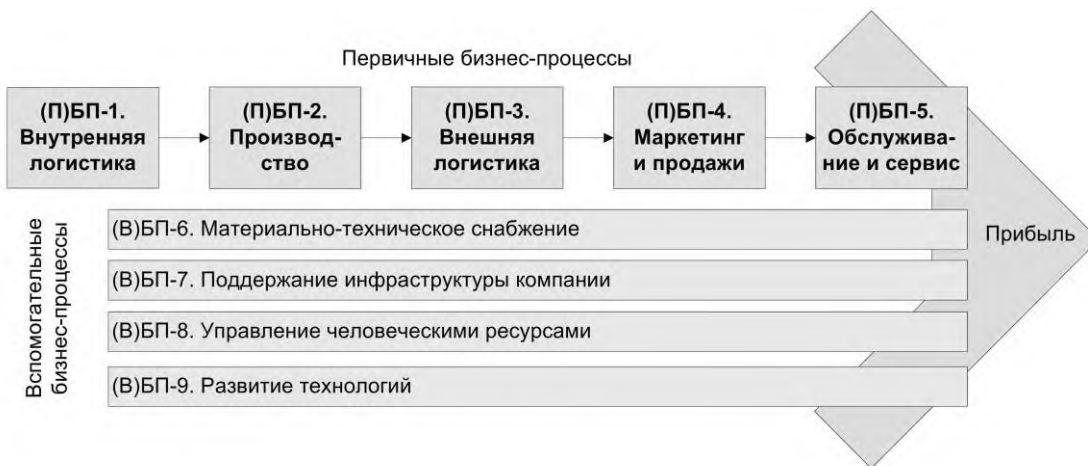 Первичные бизнес-процессы
(П)БП-1.
Внутренняя
логистика
(П)БП-2.
Производ-
ство
(П)БП-3.
Внешняя
логистика
(П)БП-4.
Маркетинг
и продажи
(П)БП-5.
Обслужива-
ние и сервис
Вспомогательные
бизнес-процессы
(В)БП-6. Материально-техническое снабжение
(В)БП-7. Поддержание инфраструктуры компании
(В)БП-8. Управление человеческими ресурсами
(В)БП-9. Развитие технологий
Прибыль